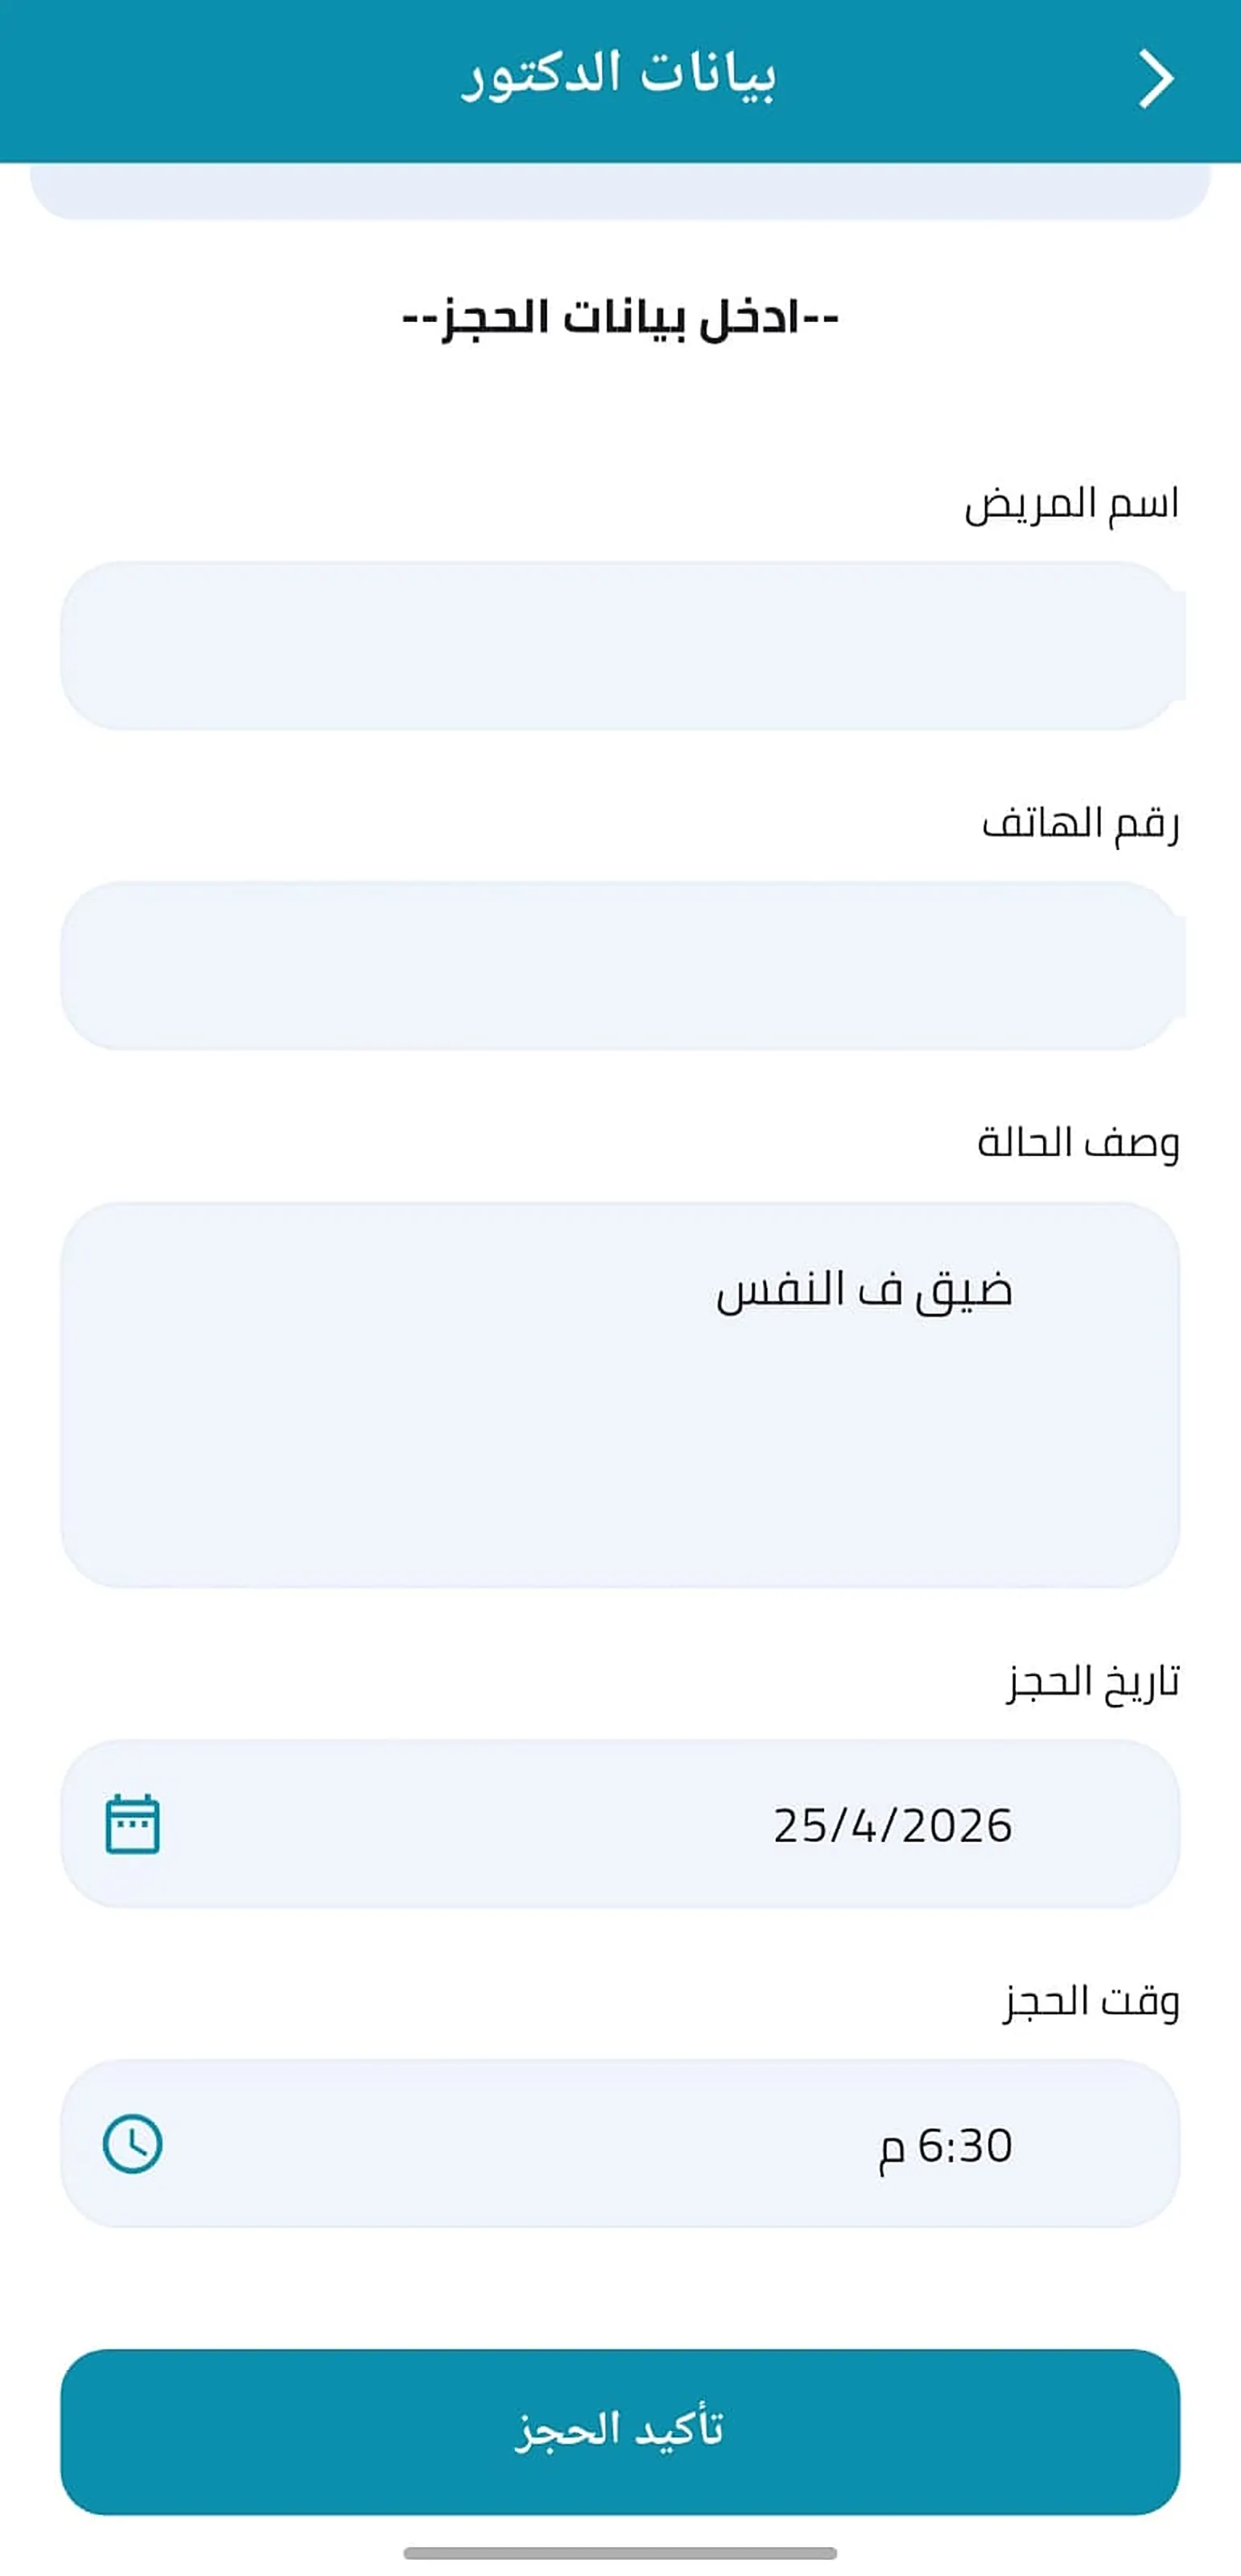 بيانات الدكتور
--ادخل بيانات الحجز--
اسم المريض
رقم الهاتف
وصف الحالة
ضيق ف النفس
تاريخ الحجز
25/4/2026
وقت الحجز
6:30 م
تأكيد الحجز